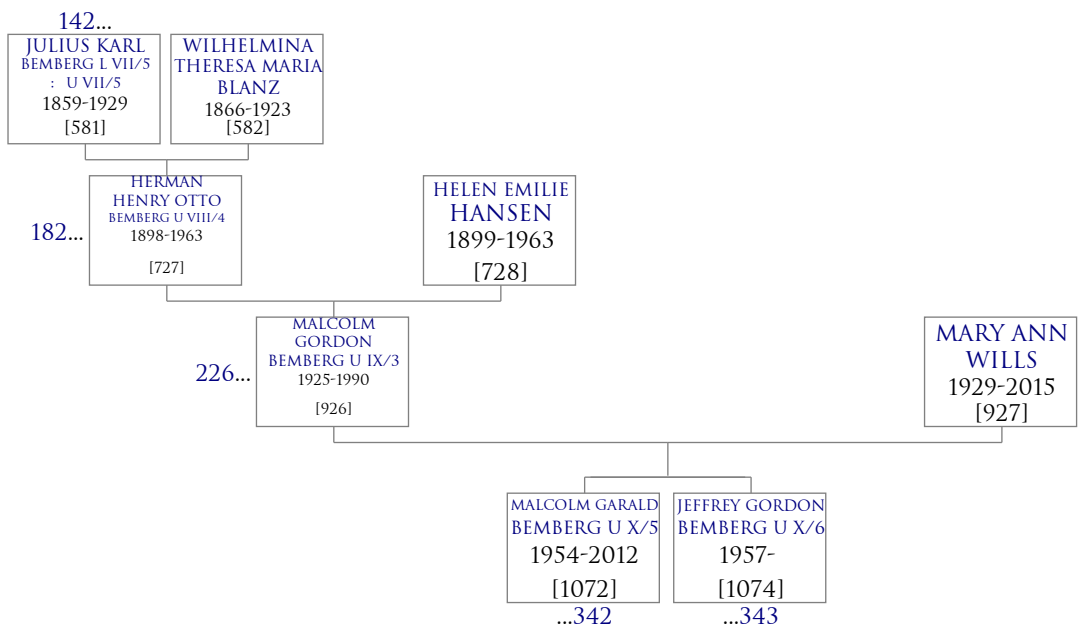 142...
JULIUS KARL
BEMBERG L VII/5
: U VII/5
1859-1929
[581]
WILHELMINA
THERESA MARIA
BLANZ
1866-1923
[582]
182...
HERMAN
HENRY OTTO
BEMBERG U VIII/4
1898-1963
[727]
HELEN EMILIE
HANSEN
1899-1963
[728]
226...
MALCOLM
GORDON
BEMBERG U IX/3
1925-1990
[926]
MARY ANN
WILLS
1929-2015
[927]
MALCOLM GARALD
BEMBERG U X/5
1954-2012
[1072]
...342
JEFFREY GORDON
BEMBERG U X/6
1957-
[1074]
...343